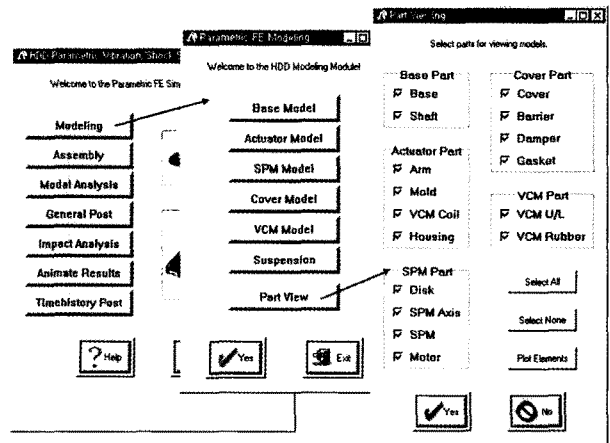 HDD Parametric Vibration, Shock
Welcome to the Parametric FE Sim
Modeling
Assembly
Modal Analysis
General Post
Impact Analysis
Animate Results
Timehistory Post
Help
Parametric FE Modeling
Welcome to the HDD Modeling Module!
Base Model
Actuator Model
SPM Model
Cover Model
VCM Model
Suspension
Part View
Yes
Exit
Part Viewing
Select parts for viewing models.
Base Part
Base
Shaft
Actuator Part
Arm
Mold
VCM Coil
Housing
SPM Part
Disk
SPM Axis
SPM
Motor
Cover Part
Cover
Barrier
Damper
Gasket
VCM Part
VCM U/L
VCM Rubber
Select All
Select None
Plot Elements
Yes
No